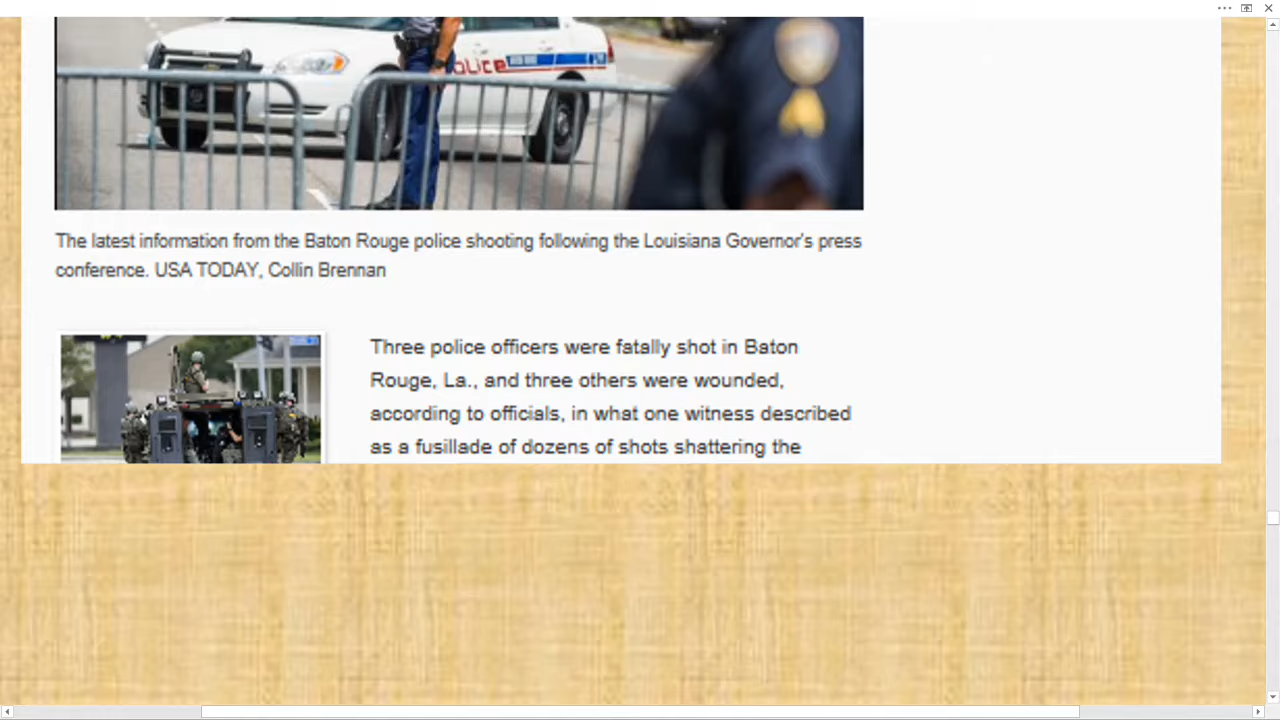 oLice
The latest information from the Baton Rouge police shooting following the Louisiana Governor's press
conference. USA TODAY, Collin Brennan
Three police officers were fatally shot in Baton
Rouge, La., and three others were wounded,
according to officials, in what one witness described
as a fusillade of dozens of shots shattering the